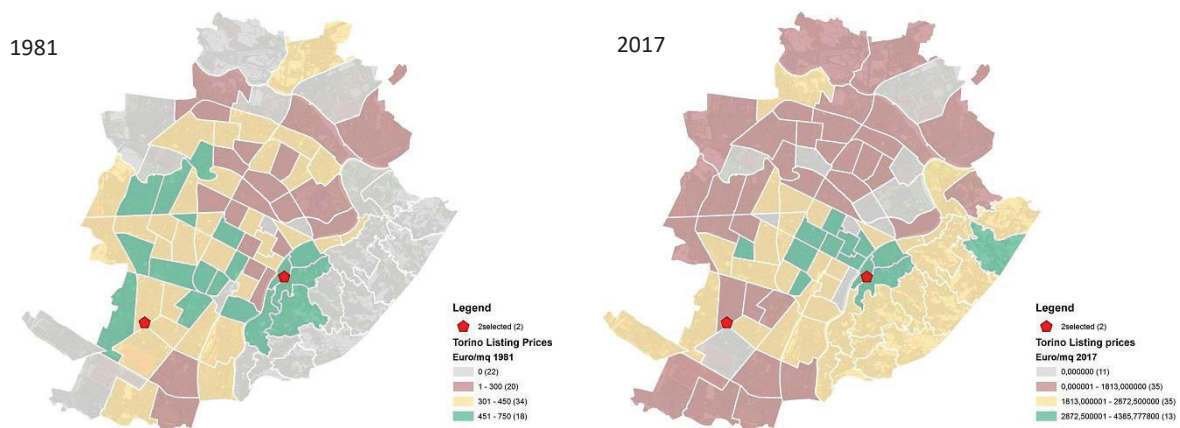 1981
Legend
2selected (2)
Torino Listing Prices
Euro/mq 1981
0 (22)
1 - 300 (20)
301 - 450 (34)
451 - 750 (18)
2017
Legend
2selected (2)
Torino Listing prices
Euro/mq 2017
0,000000 (11)
0,000001 - 1813,000000 (35)
1813,000001 - 2872,500000 (35)
2872,500001 - 4385,777800 (13)